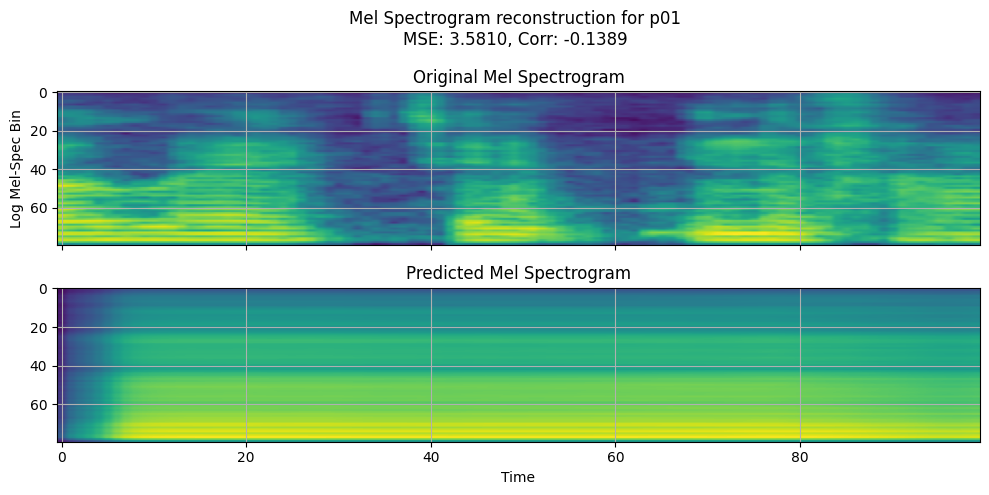 Mel Spectrogram reconstruction for p01
MSE: 3.5810, Corr: -0.1389
Original Mel Spectrogram
Log Mel-Spec Bin
0
20
40
60
Predicted Mel Spectrogram
0
20
40
60
0 20 40 60 80
Time